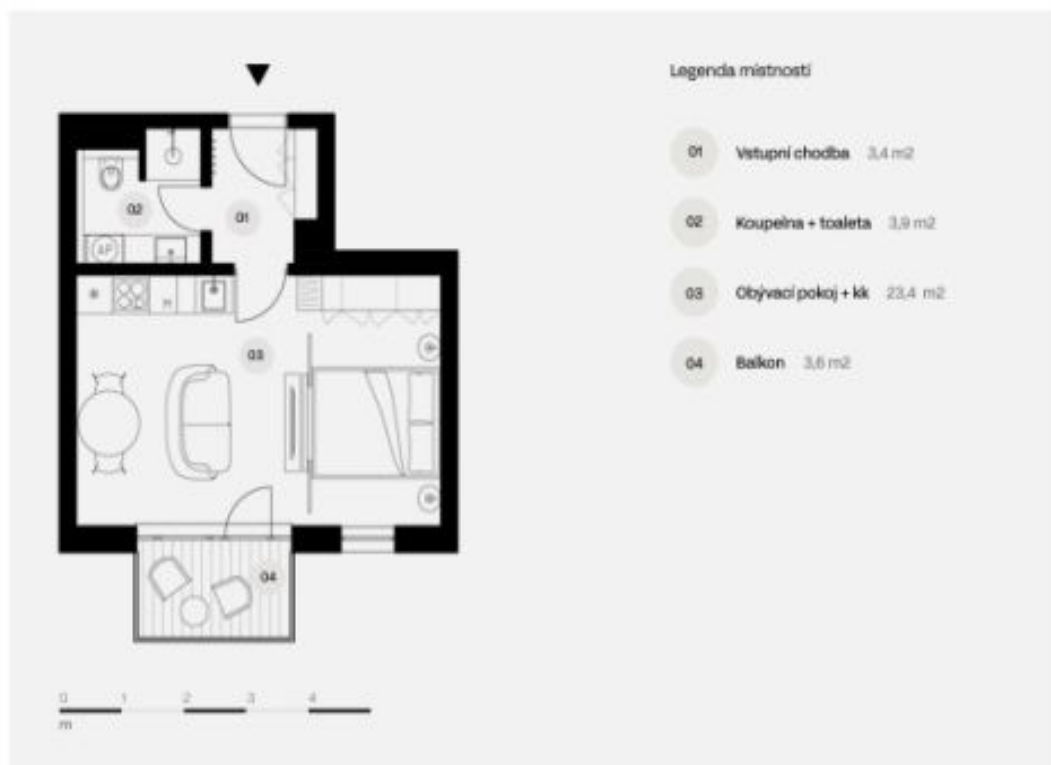 Legenda místností
01 Vstupní chodba 3,4 m2
02 Koupelna + toaleta 3,9 m2
03 Obývací pokoj + kk 23,4 m2
04 Balkon 3,6 m2
02
01
AP
M
03
04
0 1 2 3 4
m